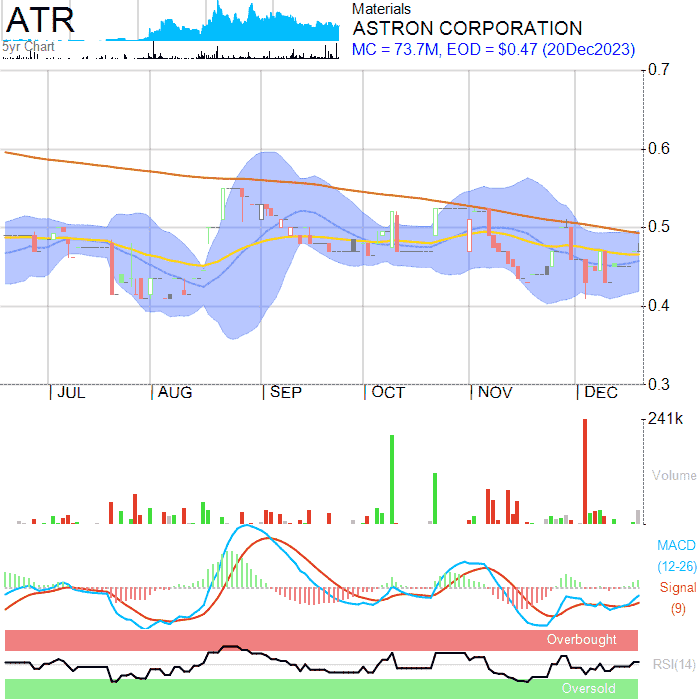 ATR
5yr Chart
Materials
ASTRON CORPORATION
MC = 73.7M, EOD = $0.47 (20Dec2023)
0.7
0.6
0.5
0.4
0.3
JUL
AUG
SEP
OCT
NOV
DEC
241k
Volume
MACD
(12-26)
Signal
(9)
Overbought
RSI(14)
Oversold